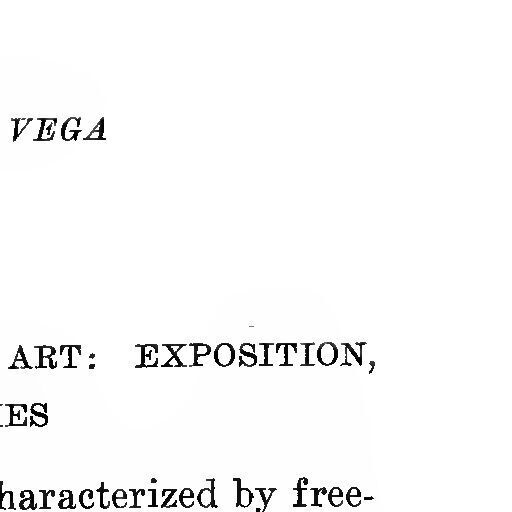 VEGA
ART: EXPOSITION,
IES
haracterized by free-